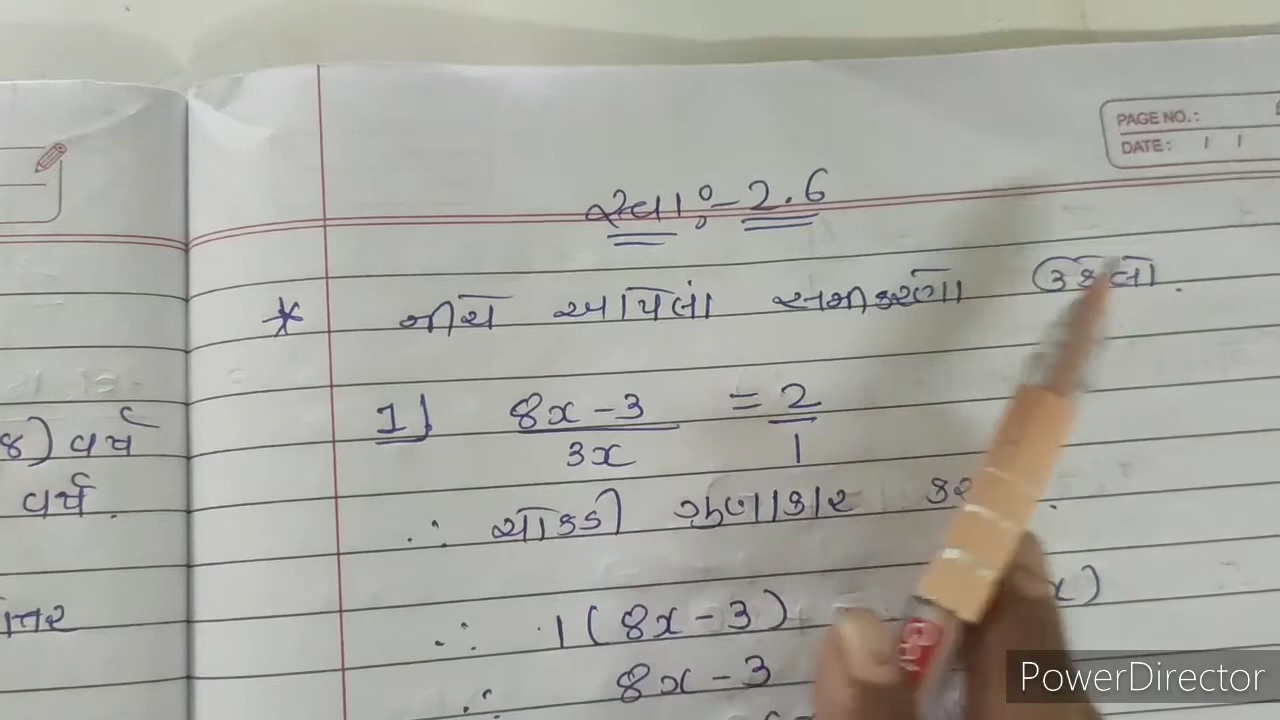 PAGE NO.:
DATE: / /
સ્વા ઃ- 2.6
* નીચે આપેલાં સમીકરણો ઉકેલો.
૪) વર્ષ
1) 8x - 3 / 3x = 2 / 1
વર્ષ.
∴ ચોકડી ગુણાકાર
∴ 1 ( 8x - 3 ) x )
∴ 8x - 3
PowerDirector